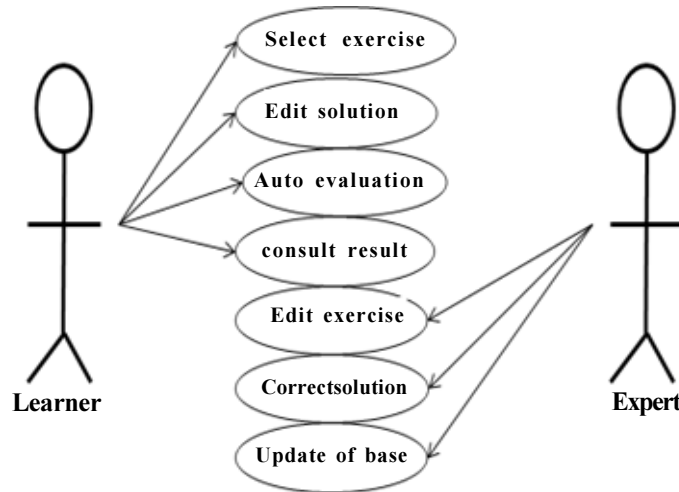 Select exercise
Edit solution
Auto evaluation
consult result
Edit exercise
Correctsolution
Learner
Expert
Update of base